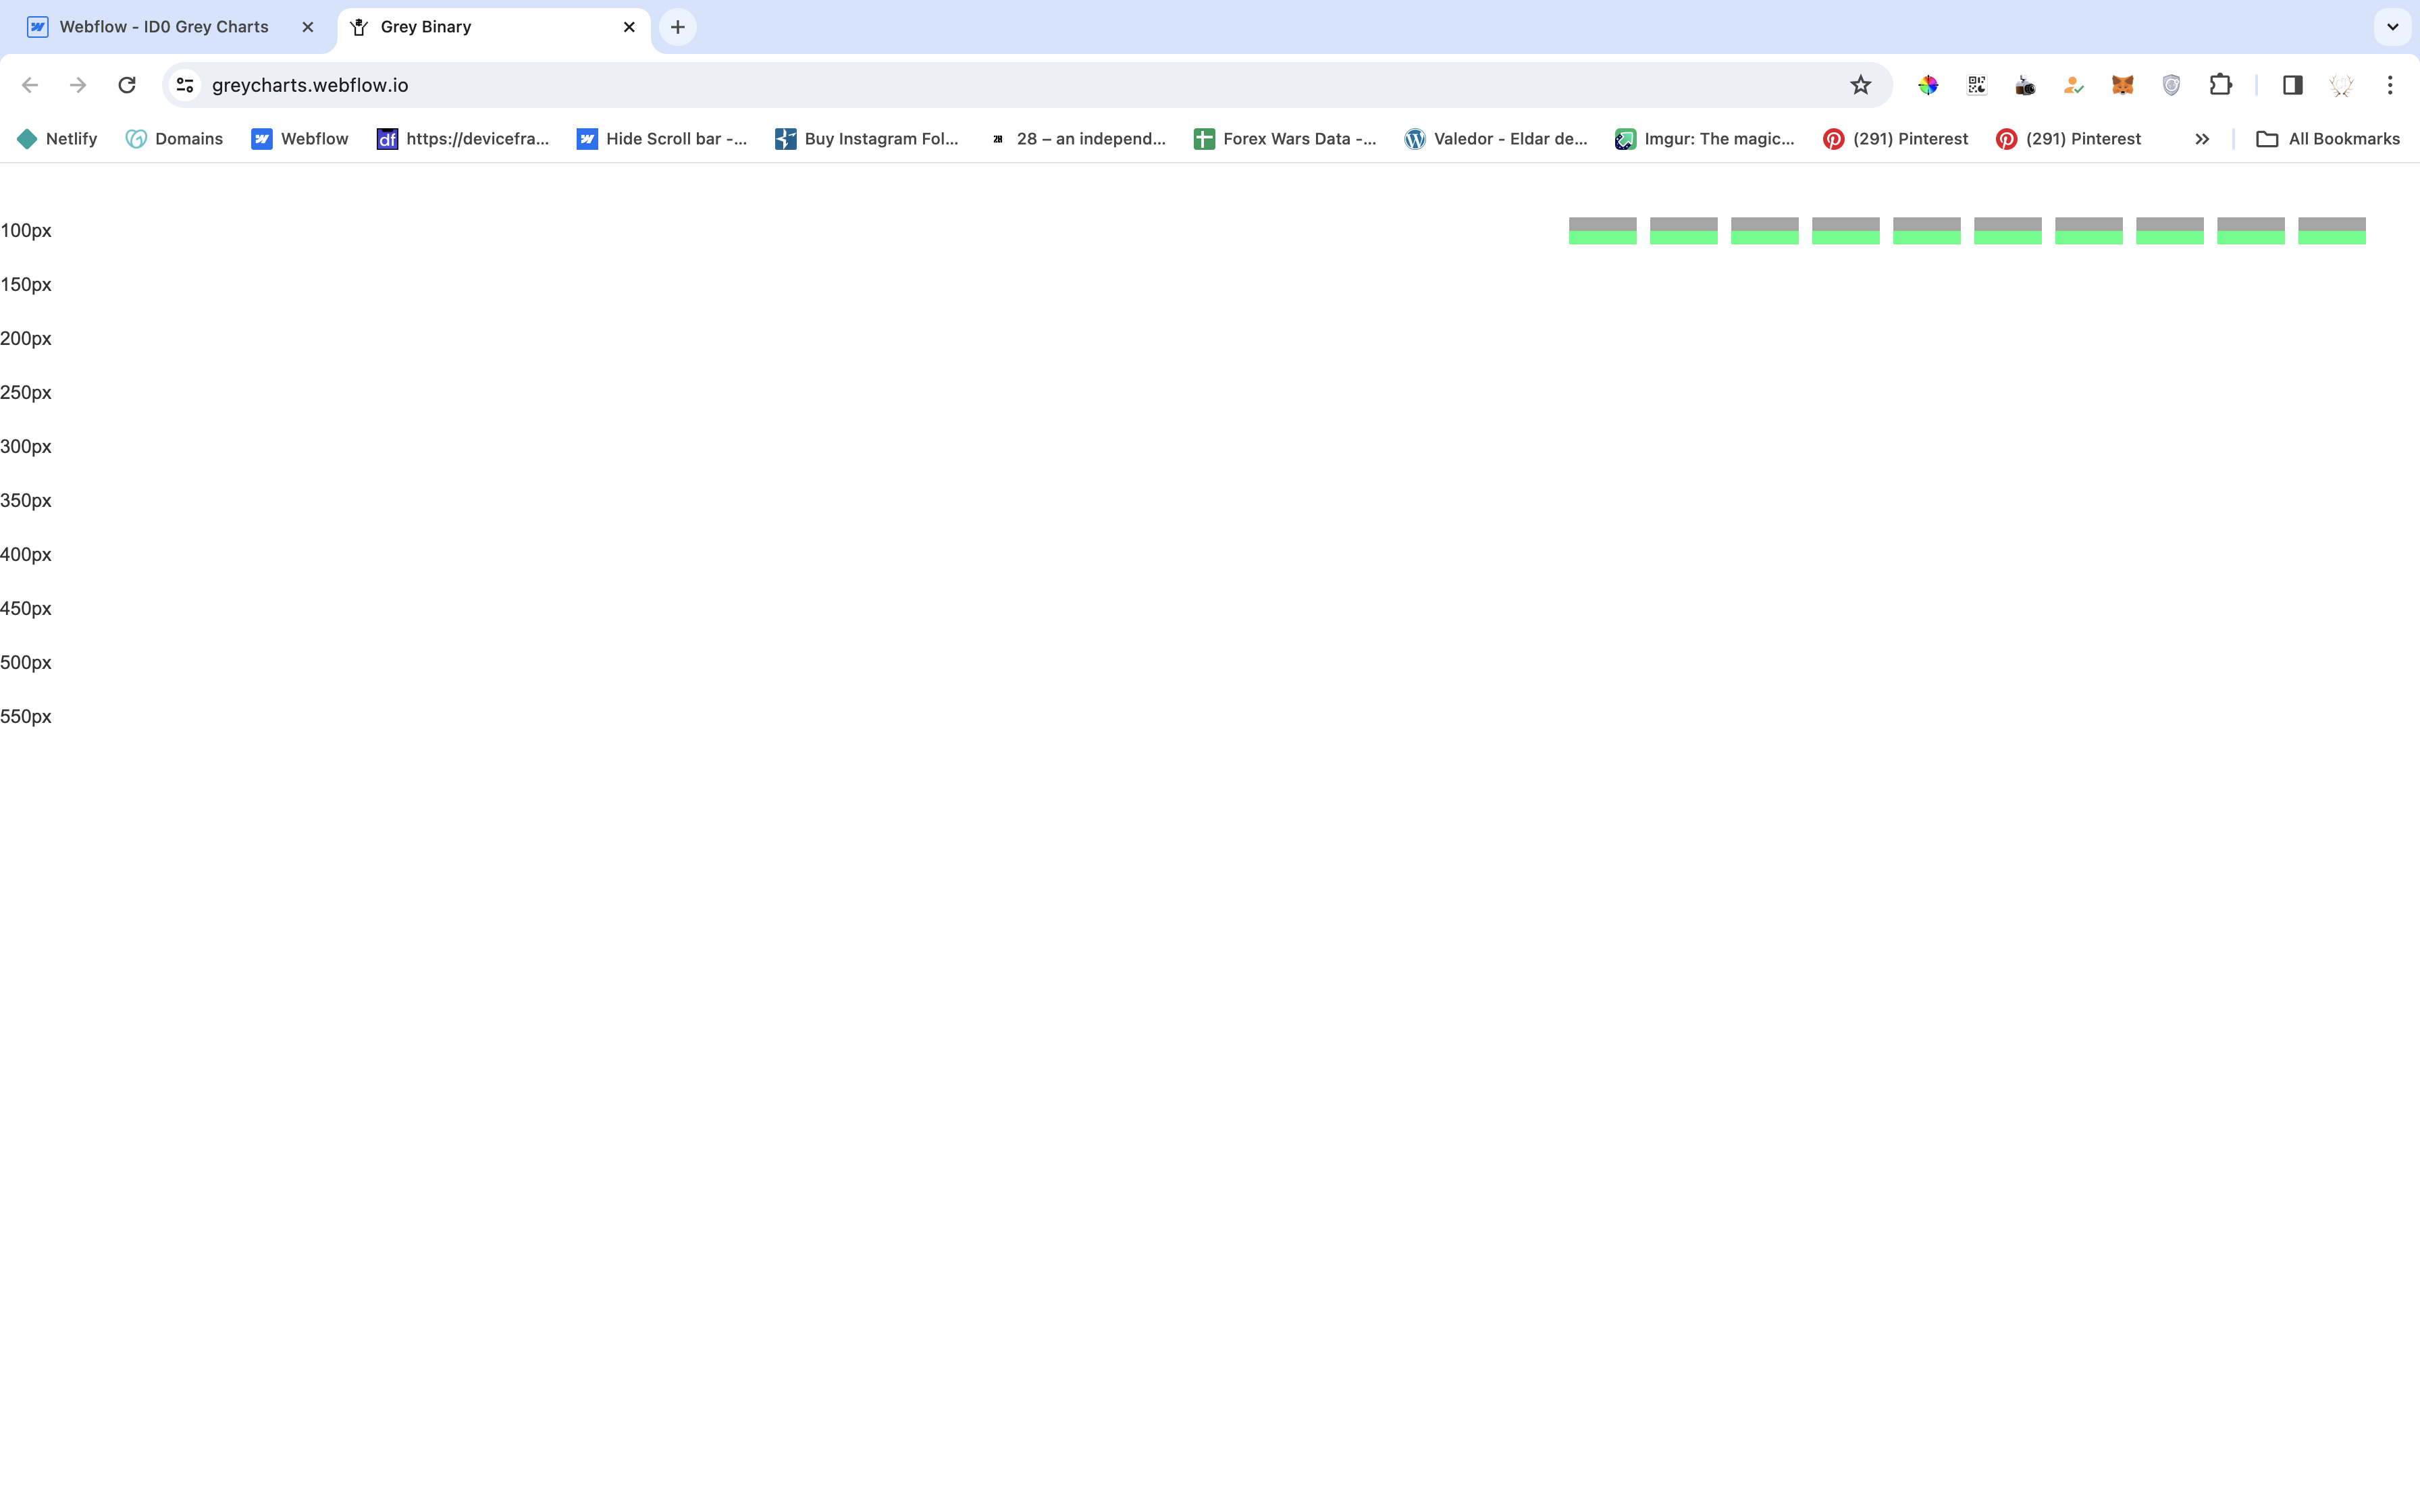 Webflow - ID0 Grey Charts
Grey Binary
greycharts.webflow.io
Netlify
Domains
Webflow
df https://devicefra...
Hide Scroll bar -...
Buy Instagram Fol...
28 – an independ...
Forex Wars Data -...
Valedor - Eldar de...
Imgur: The magic...
(291) Pinterest
(291) Pinterest
All Bookmarks
100px
150px
200px
250px
300px
350px
400px
450px
500px
550px